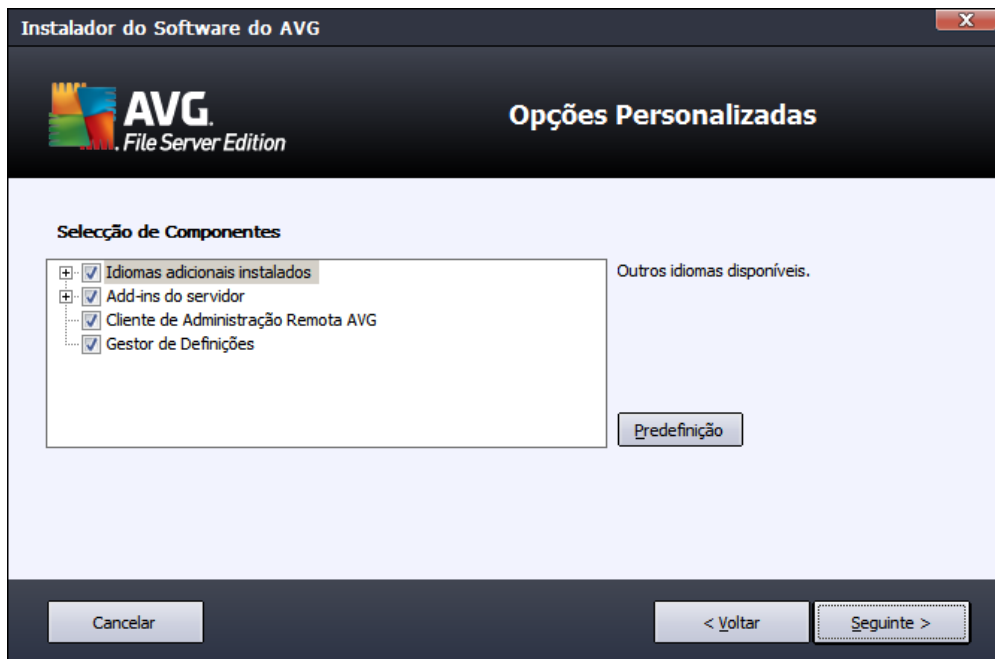 Instalador do Software do AVG
X
AVG.
File Server Edition
Opções Personalizadas
Selecção de Componentes
Idiomas adicionais instalados
Outros idiomas disponíveis.
Add-ins do servidor
Cliente de Administração Remota AVG
Gestor de Definições
Predefinição
Cancelar
< Voltar
Seguinte >